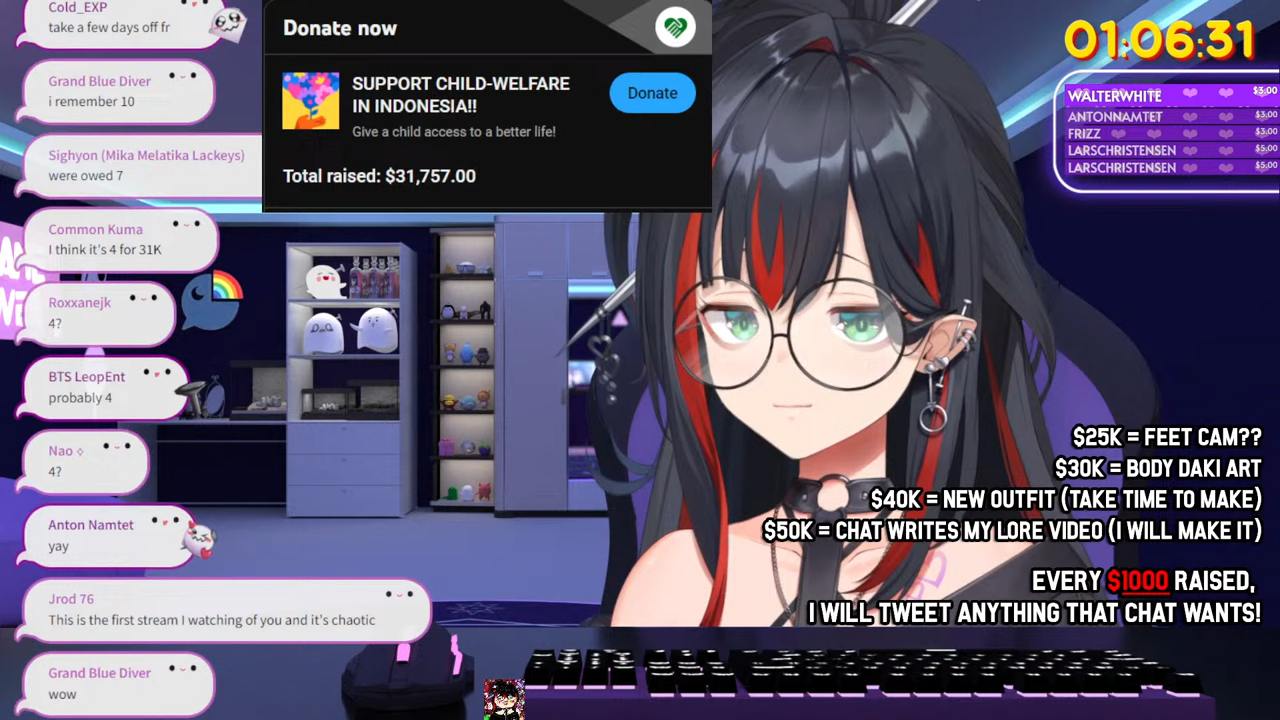 Cold_EXP
take a few days off fr
Grand Blue Diver
i remember 10
Sighyon (Mika Melatika Lackeys)
were owed 7
Common Kuma
I think it's 4 for 31K
Roxxanejk
4?
BTS LeopEnt
probably 4
Nao ⬦
4?
Anton Namtet
yay
Jrod 76
This is the first stream I watching of you and it's chaotic
Grand Blue Diver
wow
Donate now
SUPPORT CHILD-WELFARE
IN INDONESIA!!
Give a child access to a better life!
Donate
Total raised: $31,757.00
01:06:31
WALTERWHITE $3.00
ANTONNAMTET $3.00
FRIZZ $3.00
LARSCHRISTENSEN $5.00
LARSCHRISTENSEN $5.00
$25K = FEET CAM??
$30K = BODY DAKI ART
$40K = NEW OUTFIT (TAKE TIME TO MAKE)
$50K = CHAT WRITES MY LORE VIDEO (I WILL MAKE IT)
EVERY $1000 RAISED,
I WILL TWEET ANYTHING THAT CHAT WANTS!